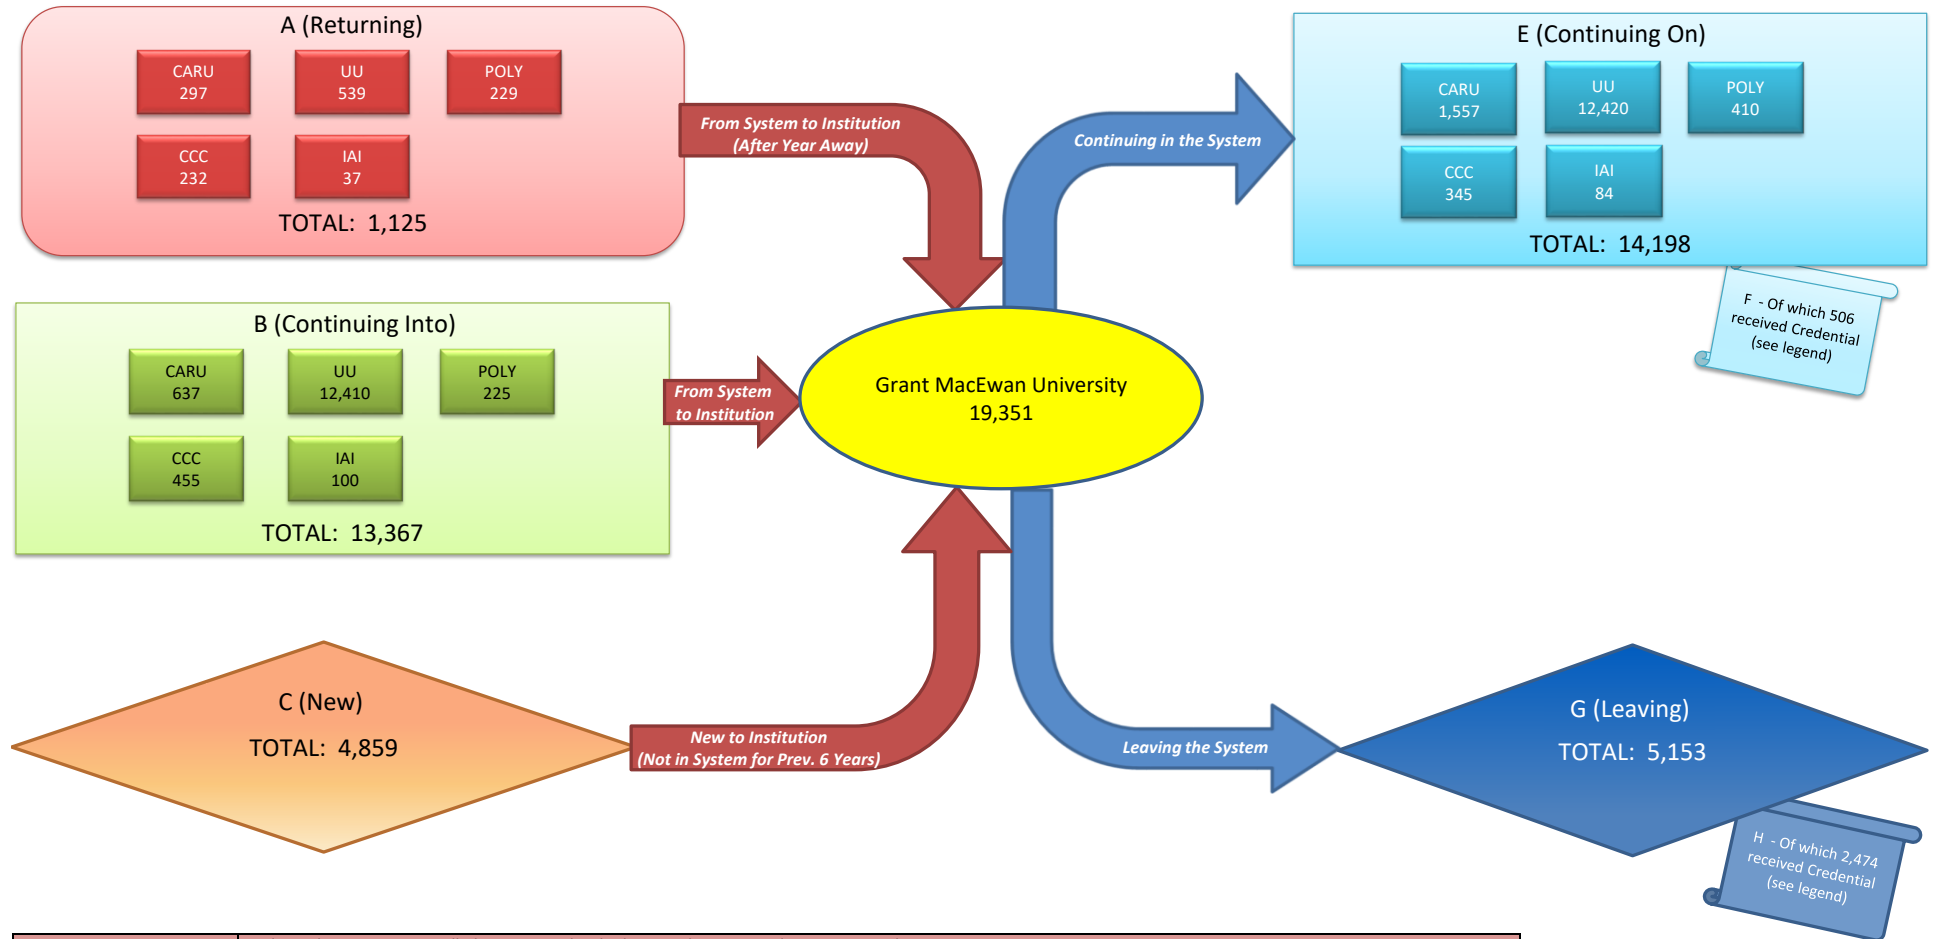 A (Returning)
CARU
297
UU
539
POLY
229
CCC
232
IAI
37
TOTAL: 1,125
From System to Institution
(After Year Away)
Continuing in the System
E (Continuing On)
CARU
1,557
UU
12,420
POLY
410
CCC
345
IAI
84
TOTAL: 14,198
F - Of which 506
received Credential
(see legend)
B (Continuing Into)
CARU
637
UU
12,410
POLY
225
CCC
455
IAI
100
TOTAL: 13,367
From System
to Institution
Grant MacEwan University
19,351
C (New)
TOTAL: 4,859
New to Institution
(Not in System for Prev. 6 Years)
Leaving the System
G (Leaving)
TOTAL: 5,153
H - Of which 2,474
received Credential
(see legend)